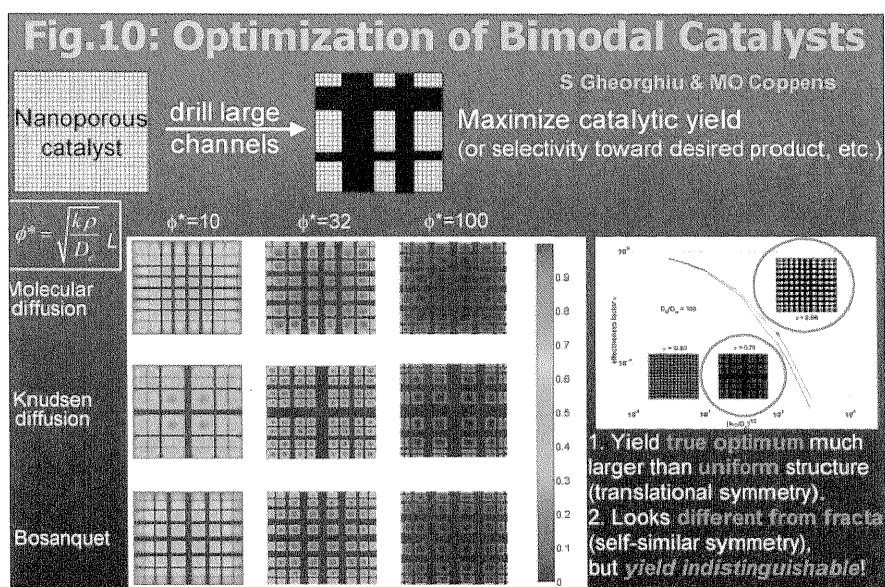 Fig.10: Optimization of Bimodal Catalysts
S Gheorghiu & MO Coppens
Nanoporous
catalyst
drill large
channels
Maximize catalytic yield
(or selectivity toward desired product, etc.)
ϕ*=10
ϕ*=32
ϕ*=100
Molecular
diffusion
Knudsen
diffusion
Bosanquet
0.9
0.8
0.7
0.6
0.5
0.4
0.3
0.2
0.1
0
1. Yield true optimum much
larger than uniform structure
(translational symmetry).
2. Looks different from fracta
(self-similar symmetry),
but yield indistinguishable!